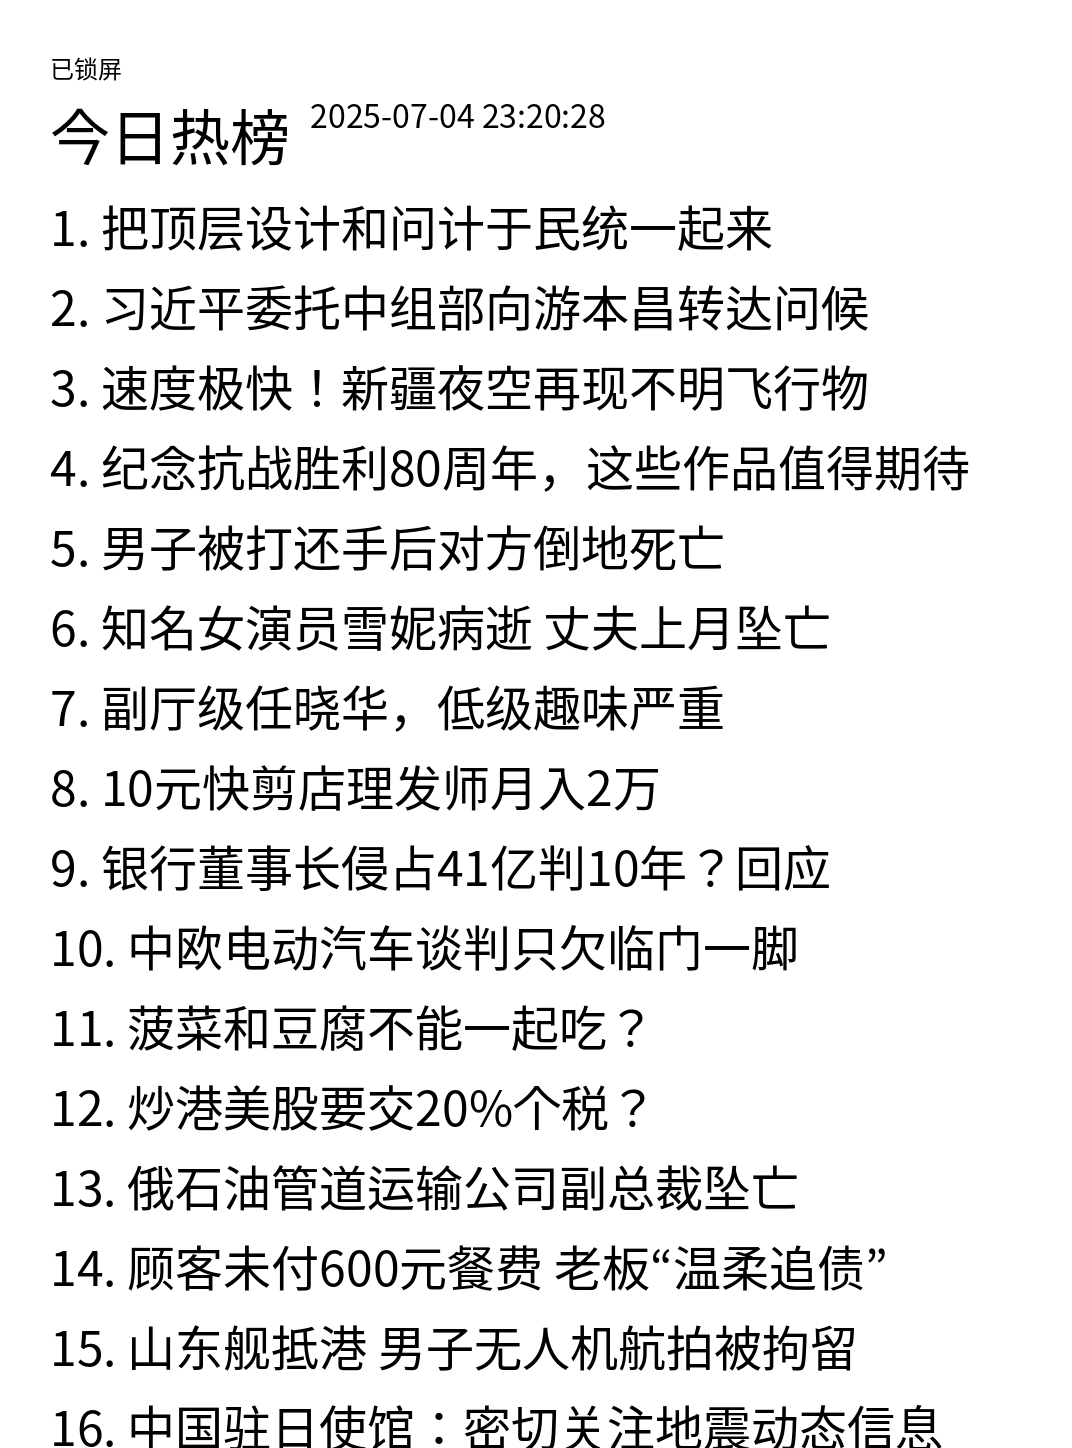 已锁屏
今日热榜 2025-07-04 23:20:28
1. 把顶层设计和问计于民统一起来
2. 习近平委托中组部向游本昌转达问候
3. 速度极快！新疆夜空再现不明飞行物
4. 纪念抗战胜利80周年，这些作品值得期待
5. 男子被打还手后对方倒地死亡
6. 知名女演员雪妮病逝 丈夫上月坠亡
7. 副厅级任晓华，低级趣味严重
8. 10元快剪店理发师月入2万
9. 银行董事长侵占41亿判10年？回应
10. 中欧电动汽车谈判只欠临门一脚
11. 菠菜和豆腐不能一起吃？
12. 炒港美股要交20%个税？
13. 俄石油管道运输公司副总裁坠亡
14. 顾客未付600元餐费 老板“温柔追债”
15. 山东舰抵港 男子无人机航拍被拘留
16. 中国驻日使馆：密切关注地震动态信息